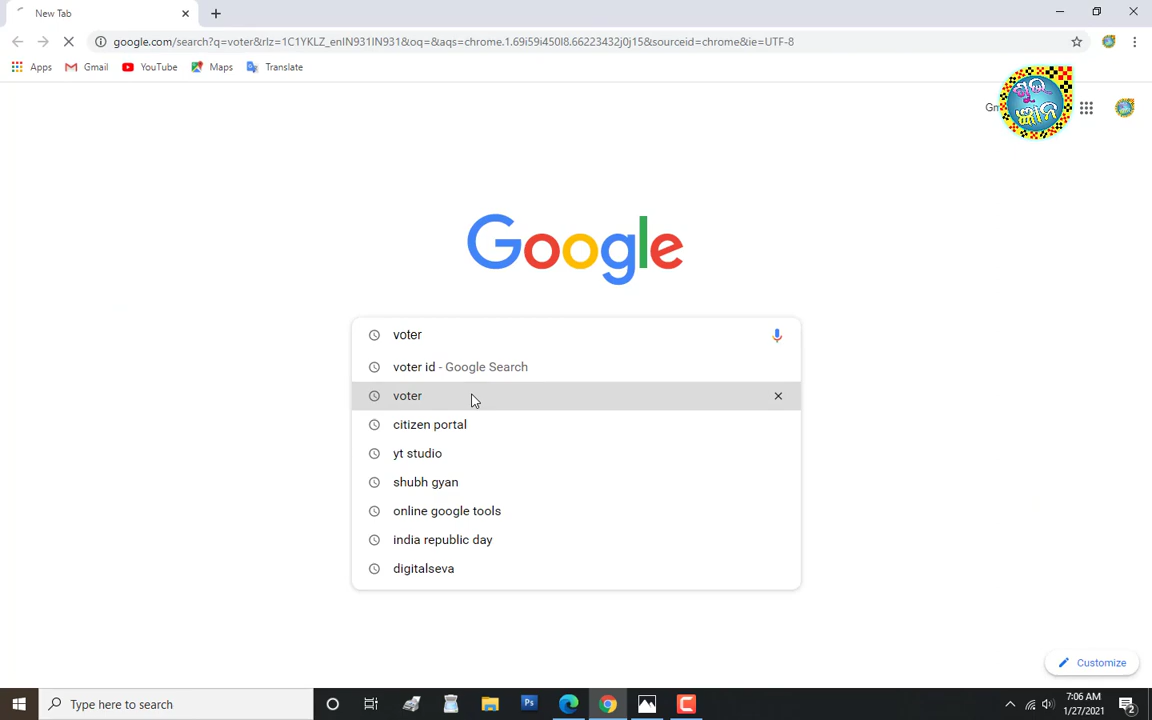 New Tab
google.com/search?q=voter&rlz=1C1YKLZ_enIN931IN931&oq=&aqs=chrome.1.69i59i450l8.66223432j0j15&sourceid=chrome&ie=UTF-8
Apps Gmail YouTube Maps Translate
Google
voter
voter id - Google Search
voter
citizen portal
yt studio
shubh gyan
online google tools
india republic day
digitalseva
Customize
Type here to search
Ps
7:06 AM
1/27/2021
2